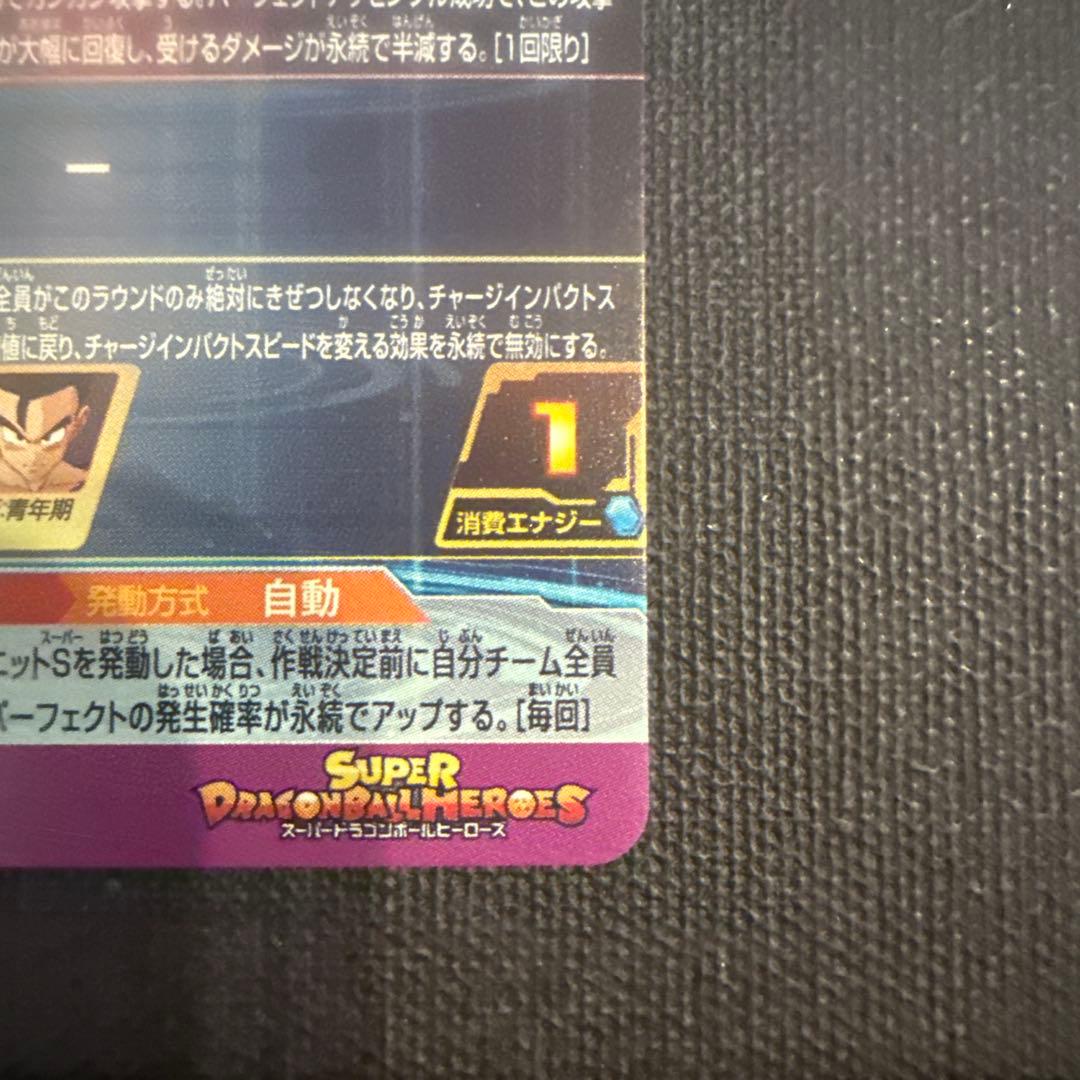 か大幅に回復し、受けるダメージが永続で半減する。[1回限り]
全員がこのラウンドのみ絶対にきぜつしなくなり、チャージインパクトス
値に戻り、チャージインパクトスピードを変える効果を永続で無効にする。
青年期
1
消費エナジー
発動方式 自動
ニットSを発動した場合、作戦決定前に自分チーム全員
パーフェクトの発生確率が永続でアップする。[毎回]
SUPER
DRAGONBALL HEROES
スーパードラゴンボールヒーローズ